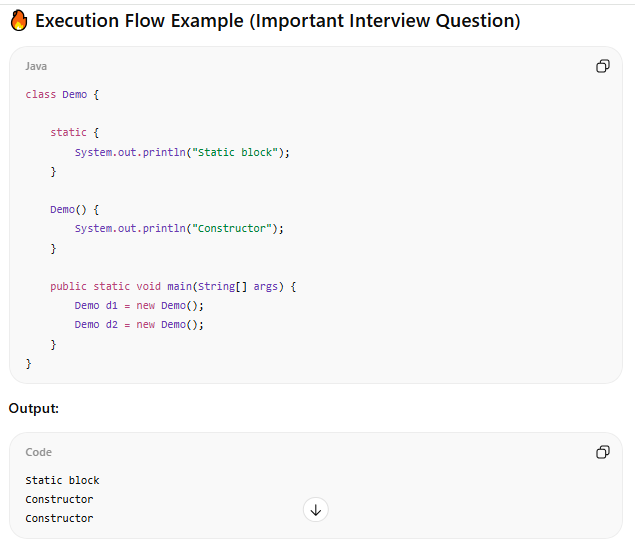 🔥 Execution Flow Example (Important Interview Question)
Java
class Demo {
    static {
        System.out.println("Static block");
    }
    Demo() {
        System.out.println("Constructor");
    }
    public static void main(String[] args) {
        Demo d1 = new Demo();
        Demo d2 = new Demo();
    }
}
Output:
Code
Static block
Constructor
Constructor